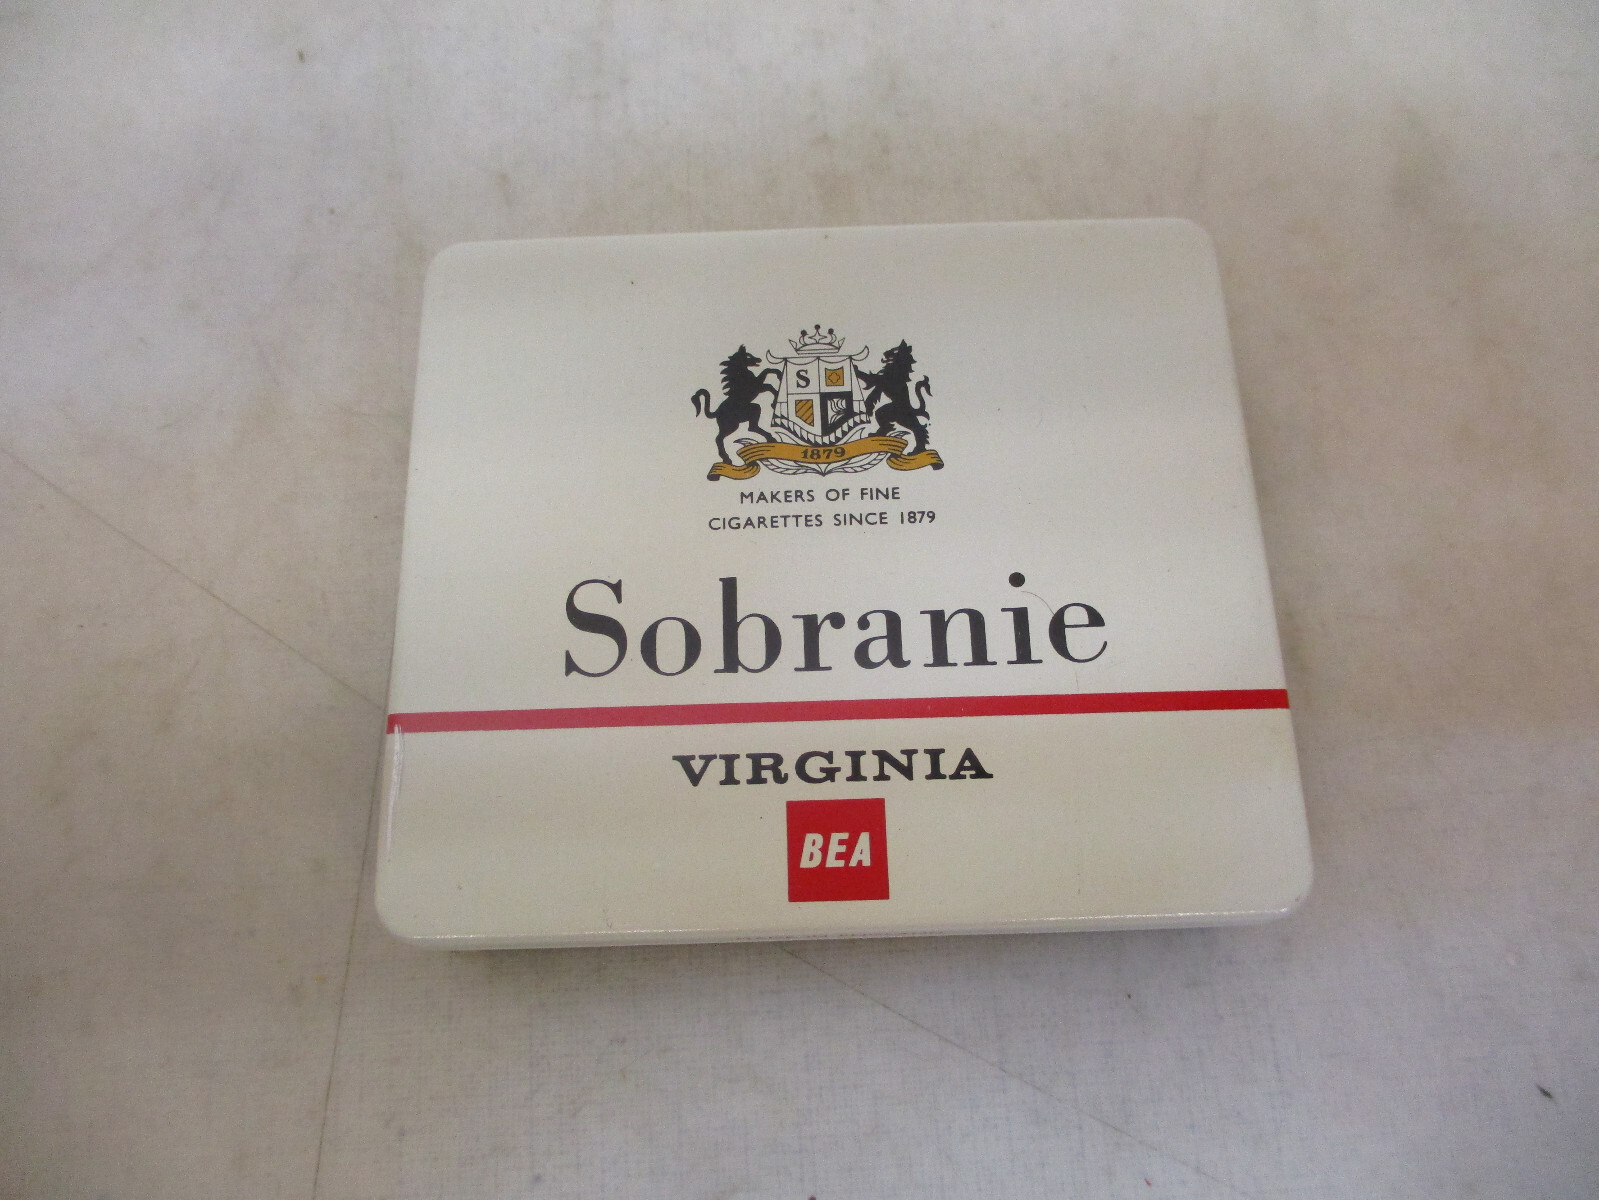 S
1879
MAKERS OF FINE
CIGARETTES SINCE 1879
Sobranie
VIRGINIA
BEA